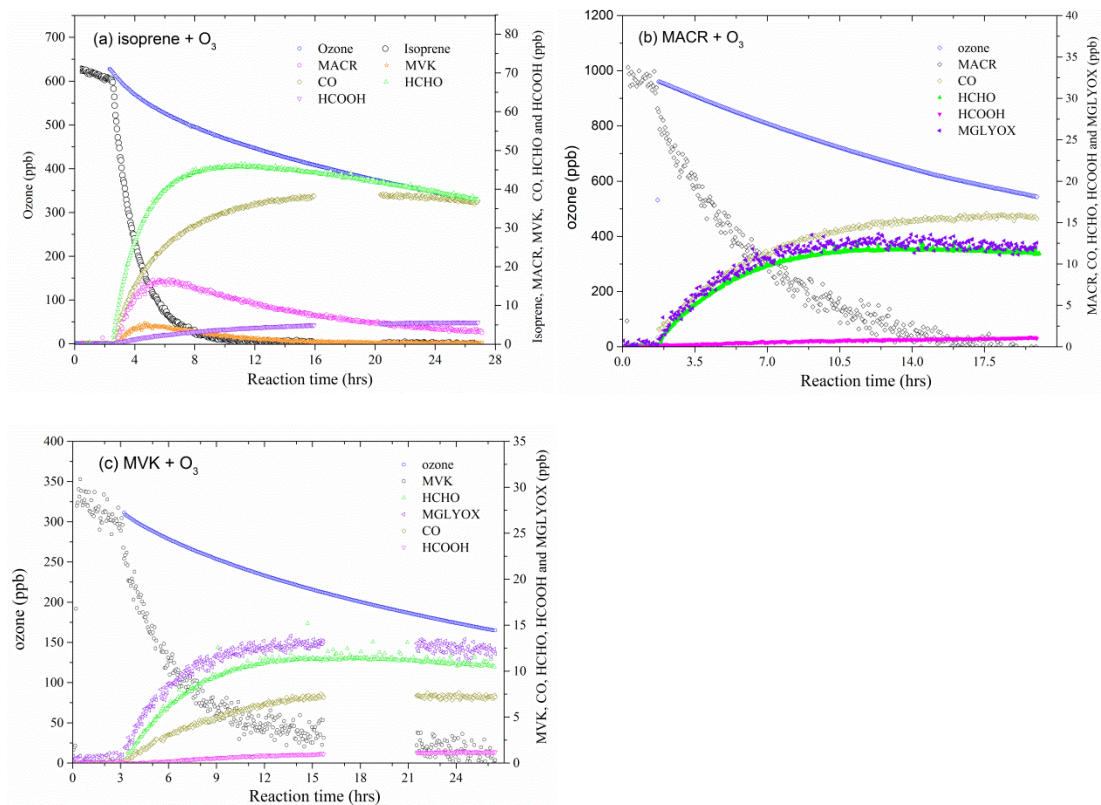 (a) isoprene + O3
Ozone
Isoprene
MACR
MVK
CO
HCHO
HCOOH
700
600
500
400
300
200
100
0
Ozone (ppb)
80
70
60
50
40
30
20
10
0
Isoprene, MACR, MVK, CO, HCHO and HCOOH (ppb)
0 4 8 12 16 20 24 28
Reaction time (hrs)
(b) MACR + O3
ozone
MACR
CO
HCHO
HCOOH
MGLYOX
1200
1000
800
600
400
200
0
ozone (ppb)
40
35
30
25
20
15
10
5
0
MACR, CO, HCHO, HCOOH and MGLYOX (ppb)
0.0 3.5 7.0 10.5 14.0 17.5
Reaction time (hrs)
(c) MVK + O3
ozone
MVK
HCHO
MGLYOX
CO
HCOOH
400
350
300
250
200
150
100
50
0
ozone (ppb)
35
30
25
20
15
10
5
0
MVK, CO, HCHO, HCOOH and MGLYOX (ppb)
0 3 6 9 12 15 18 21 24
Reaction time (hrs)